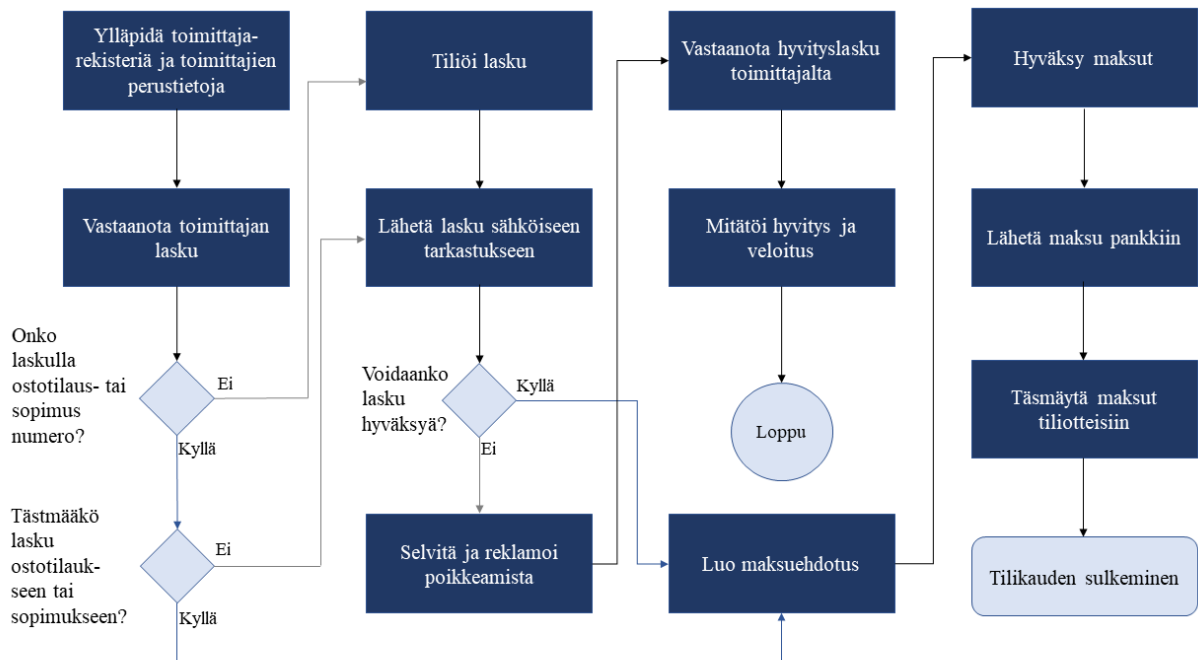 Ylläpidä toimittaja-
rekisteriä ja toimittajien
perustietoja
Vastaanota toimittajan
lasku
Onko
laskulla
ostotilaus- tai
sopimus
numero?
Ei
Kyllä
Tästmääkö
lasku
ostotilauk-
seen tai
sopimukseen?
Ei
Kyllä
Tiliöi lasku
Lähetä lasku sähköiseen
tarkastukseen
Voidaanko
lasku
hyväksyä?
Kyllä
Ei
Selvitä ja reklamoi
poikkeamista
Vastaanota hyvityslasku
toimittajalta
Mitätöi hyvitys ja
veloitus
Loppu
Luo maksuehdotus
Hyväksy maksut
Lähetä maksu pankkiin
Täsmäytä maksut
tiliotteisiin
Tilikauden sulkeminen